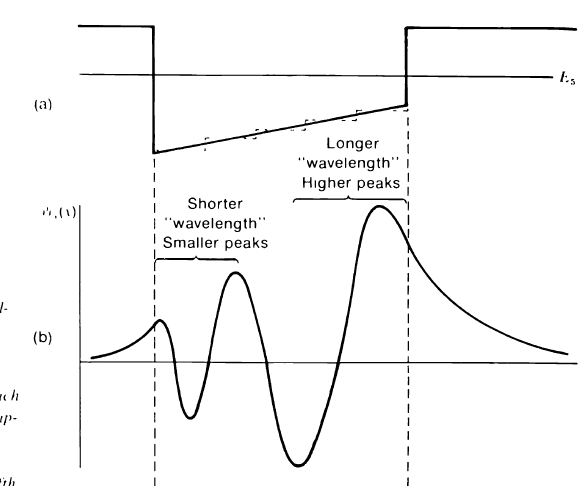 E₅
(a)
Longer
"wavelength"
Higher peaks
Shorter
"wavelength"
Smaller peaks
(b)